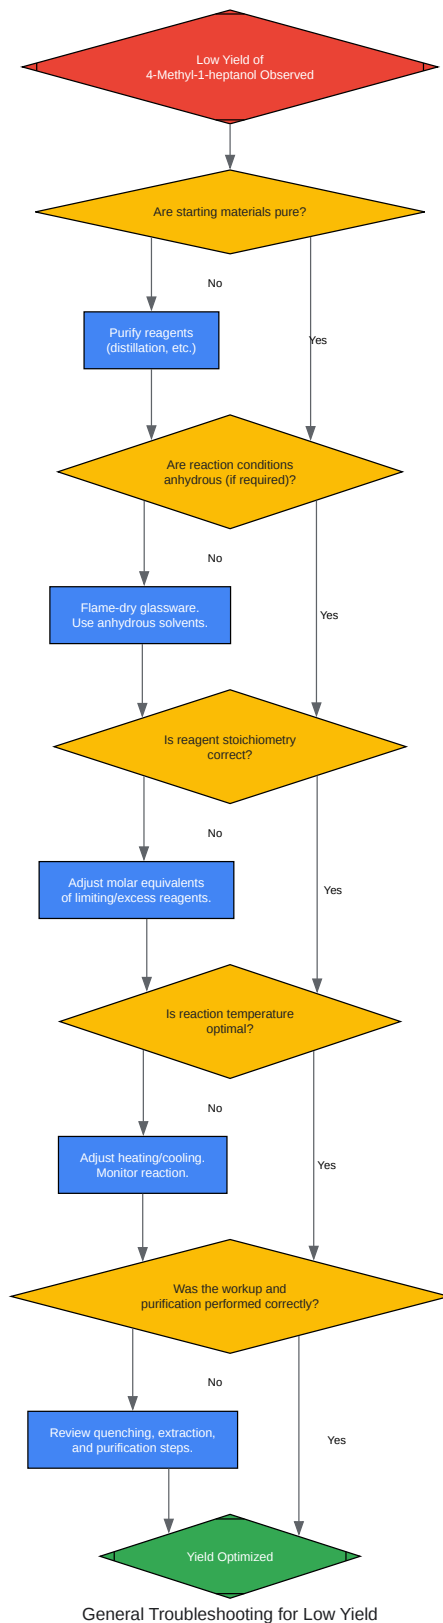 Low Yield of
4-Methyl-1-heptanol Observed
Are starting materials pure?
No
Purify reagents
(distillation, etc.)
Yes
Are reaction conditions
anhydrous (if required)?
No
Flame-dry glassware.
Use anhydrous solvents.
Yes
Is reagent stoichiometry
correct?
No
Adjust molar equivalents
of limiting/excess reagents.
Yes
Is reaction temperature
optimal?
No
Adjust heating/cooling.
Monitor reaction.
Yes
Was the workup and
purification performed correctly?
No
Review quenching, extraction,
and purification steps.
Yes
Yield Optimized
General Troubleshooting for Low Yield